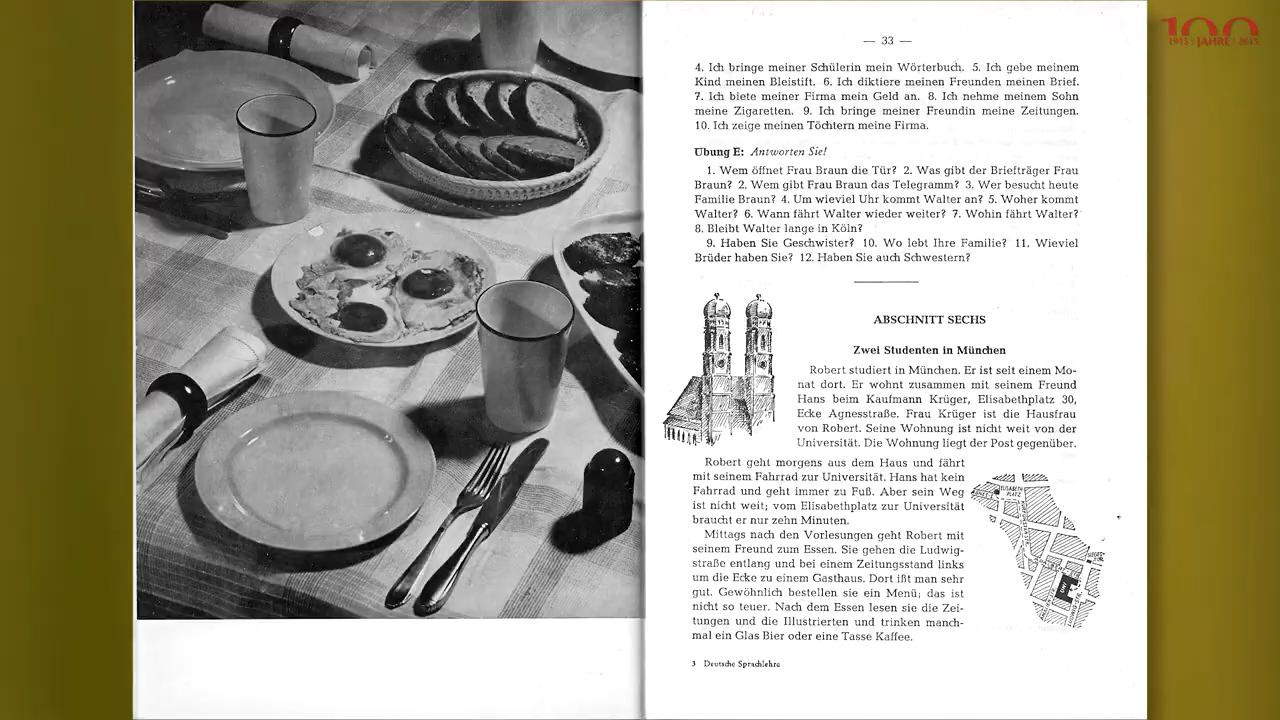 100
JAHRE
— 33 —
4. Ich bringe meiner Schülerin mein Wörterbuch. 5. Ich gebe meinem
Kind meinen Bleistift. 6. Ich diktiere meinen Freunden meinen Brief.
7. Ich biete meiner Firma mein Geld an. 8. Ich nehme meinem Sohn
meine Zigaretten. 9. Ich bringe meiner Freundin meine Zeitungen.
10. Ich zeige meinen Töchtern meine Firma.
Übung E: Antworten Sie!
1. Wem öffnet Frau Braun die Tür? 2. Was gibt der Briefträger Frau
Braun? 2. Wem gibt Frau Braun das Telegramm? 3. Wer besucht heute
Familie Braun? 4. Um wieviel Uhr kommt Walter an? 5. Woher kommt
Walter? 6. Wann fährt Walter wieder weiter? 7. Wohin fährt Walter?
8. Bleibt Walter lange in Köln?
9. Haben Sie Geschwister? 10. Wo lebt Ihre Familie? 11. Wieviel
Brüder haben Sie? 12. Haben Sie auch Schwestern?
ABSCHNITT SECHS
Zwei Studenten in München
Robert studiert in München. Er ist seit einem Mo-
nat dort. Er wohnt zusammen mit seinem Freund
Hans beim Kaufmann Krüger, Elisabethplatz 30,
Ecke Agnesstraße. Frau Krüger ist die Hausfrau
von Robert. Seine Wohnung ist nicht weit von der
Universität. Die Wohnung liegt der Post gegenüber.
Robert geht morgens aus dem Haus und fährt
mit seinem Fahrrad zur Universität. Hans hat kein
Fahrrad und geht immer zu Fuß. Aber sein Weg
ist nicht weit; vom Elisabethplatz zur Universität
braucht er nur zehn Minuten.
Mittags nach den Vorlesungen geht Robert mit
seinem Freund zum Essen. Sie gehen die Ludwig-
straße entlang und bei einem Zeitungsstand links
um die Ecke zu einem Gasthaus. Dort ißt man sehr
gut. Gewöhnlich bestellen sie ein Menü; das ist
nicht so teuer. Nach dem Essen lesen sie die Zei-
tungen und die Illustrierten und trinken manch-
mal ein Glas Bier oder eine Tasse Kaffee.
ELISABETH
PLATZ
3 Deutsche Sprachlehre